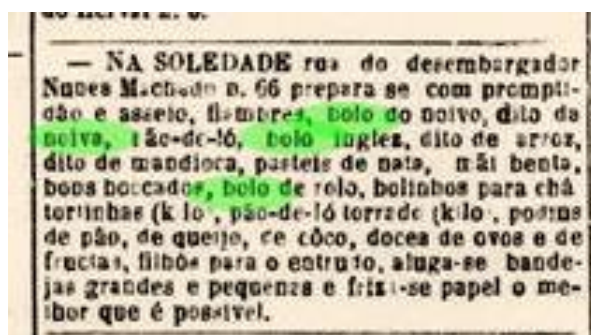 — NA SOLEDADE rua do desembargador
Nunes Machado n. 66 prepara se com prompti-
dão e asseio, fiambres, bolo do noivo, dito da
noiva, pão-de-ló, bolo inglez, dito de arroz,
dito de mandioca, pasteis de nata, mãi benta,
bons boccados, bolo de rolo, bolinhos para chá
tortinhas (kilo), pão-de-ló torrado (kilo), podins
de pão, de queijo, de côco, doces de ovos e de
fructas, filhós para o entruto, aluga-se bande-
jas grandes e pequenas e friza-se papel o me-
lhor que é possivel.